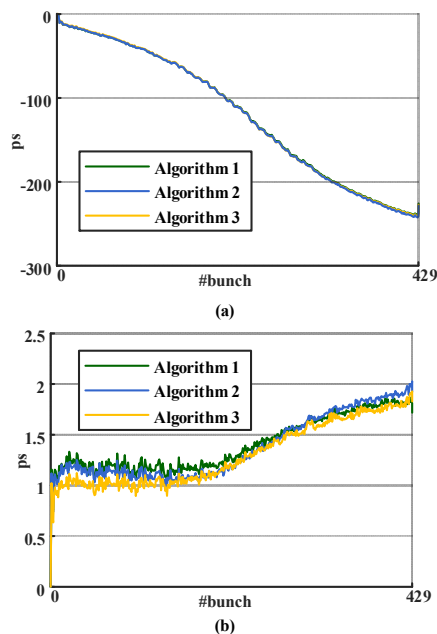 0
-100
ps
-200
-300
Algorithm 1
Algorithm 2
Algorithm 3
0
#bunch
429
(a)
2.5
2
1.5
ps
1
0.5
0
Algorithm 1
Algorithm 2
Algorithm 3
0
#bunch
429
(b)